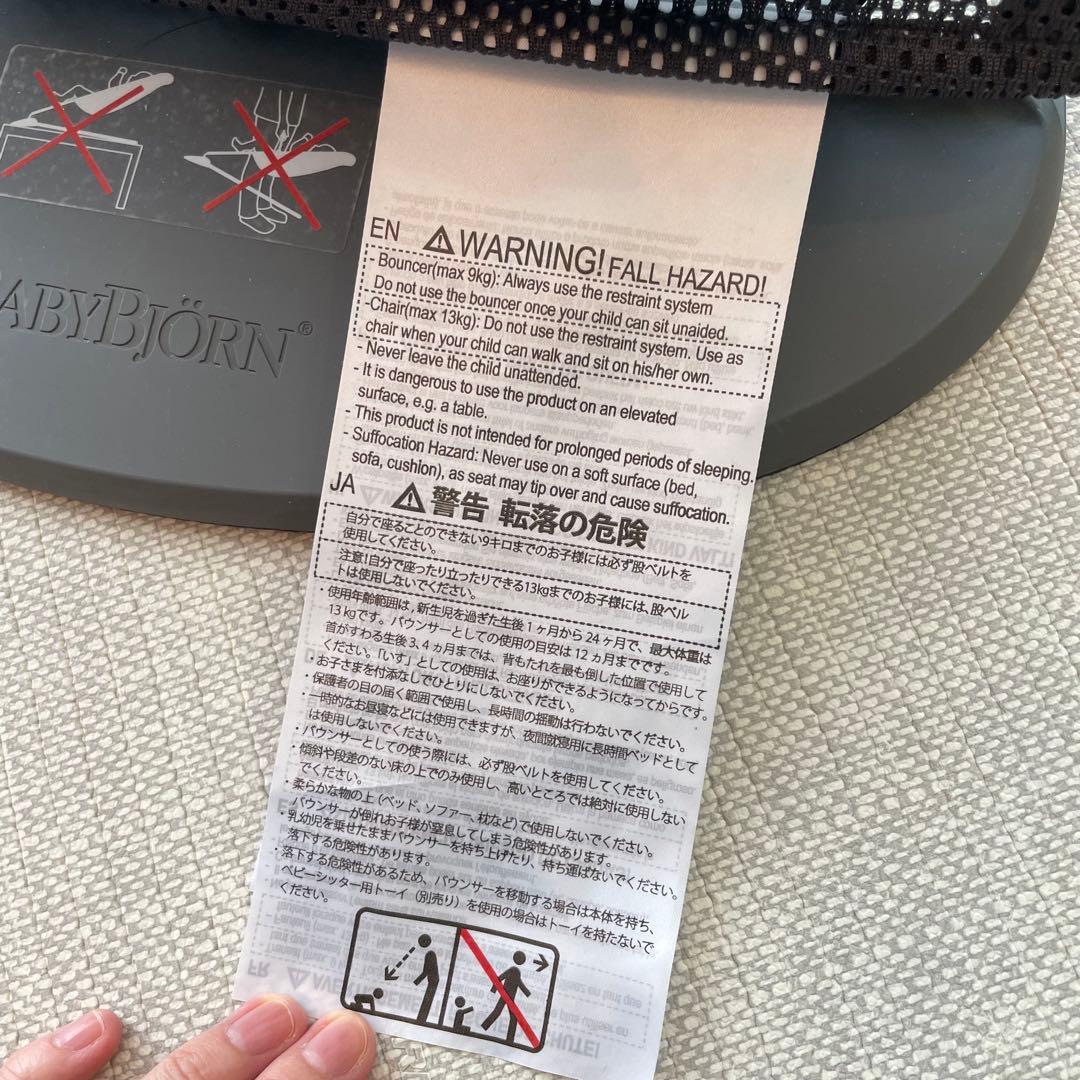 BABYBJÖRN®
EN ⚠WARNING! FALL HAZARD!
- Bouncer(max 9kg): Always use the restraint system
Do not use the bouncer once your child can sit unaided.
-Chair(max 13kg): Do not use the restraint system. Use as
chair when your child can walk and sit on his/her own.
- Never leave the child unattended.
- It is dangerous to use the product on an elevated
surface, e.g. a table.
- This product is not intended for prolonged periods of sleeping.
Suffocation Hazard: Never use on a soft surface (bed,
sofa, cushion), as seat may tip over and cause suffocation.
JA ⚠警告 転落の危険
自分で座ることのできない9キロまでのお子様には必ず股ベルトを
使用してください。
注意!自分で座ったり立ったりできる13kgまでのお子様には、股ベル
トは使用しないでください。
・使用年齢範囲は，新生児を過ぎた生後1ヶ月から24ヶ月で、最大体重は
13kgです。バウンサーとしての使用の目安は12ヵ月までです。
首がすわる生後3、4ヵ月までは、背もたれを最も倒した位置で使用して
ください。「いす」としての使用は、お座りができるようになってからです。
・お子さまを付添なしでひとりにしないでください。
・保護者の目の届く範囲で使用し、長時間の揺動は行わないでください。
・一時的なお昼寝などには使用できますが、夜間就寝用に長時間ベッドとして
は使用しないでください。
・バウンサーとしての使う際には、必ず股ベルトを使用してください。
・傾斜や段差のない床の上でのみ使用し、高いところでは絶対に使用しない
でください。
・柔らかな物の上（ベッド、ソファー、枕など）で使用しないでください。
バウンサーが倒れお子様が窒息してしまう危険性があります。
・乳幼児を乗せたままバウンサーを持ち上げたり、持ち運ばないでください。
落下する危険性があります。
・落下する危険性があるため、バウンサーを移動する場合は本体を持ち、
ベビーシッター用トーイ（別売り）を使用の場合はトーイを持たないで
ください。